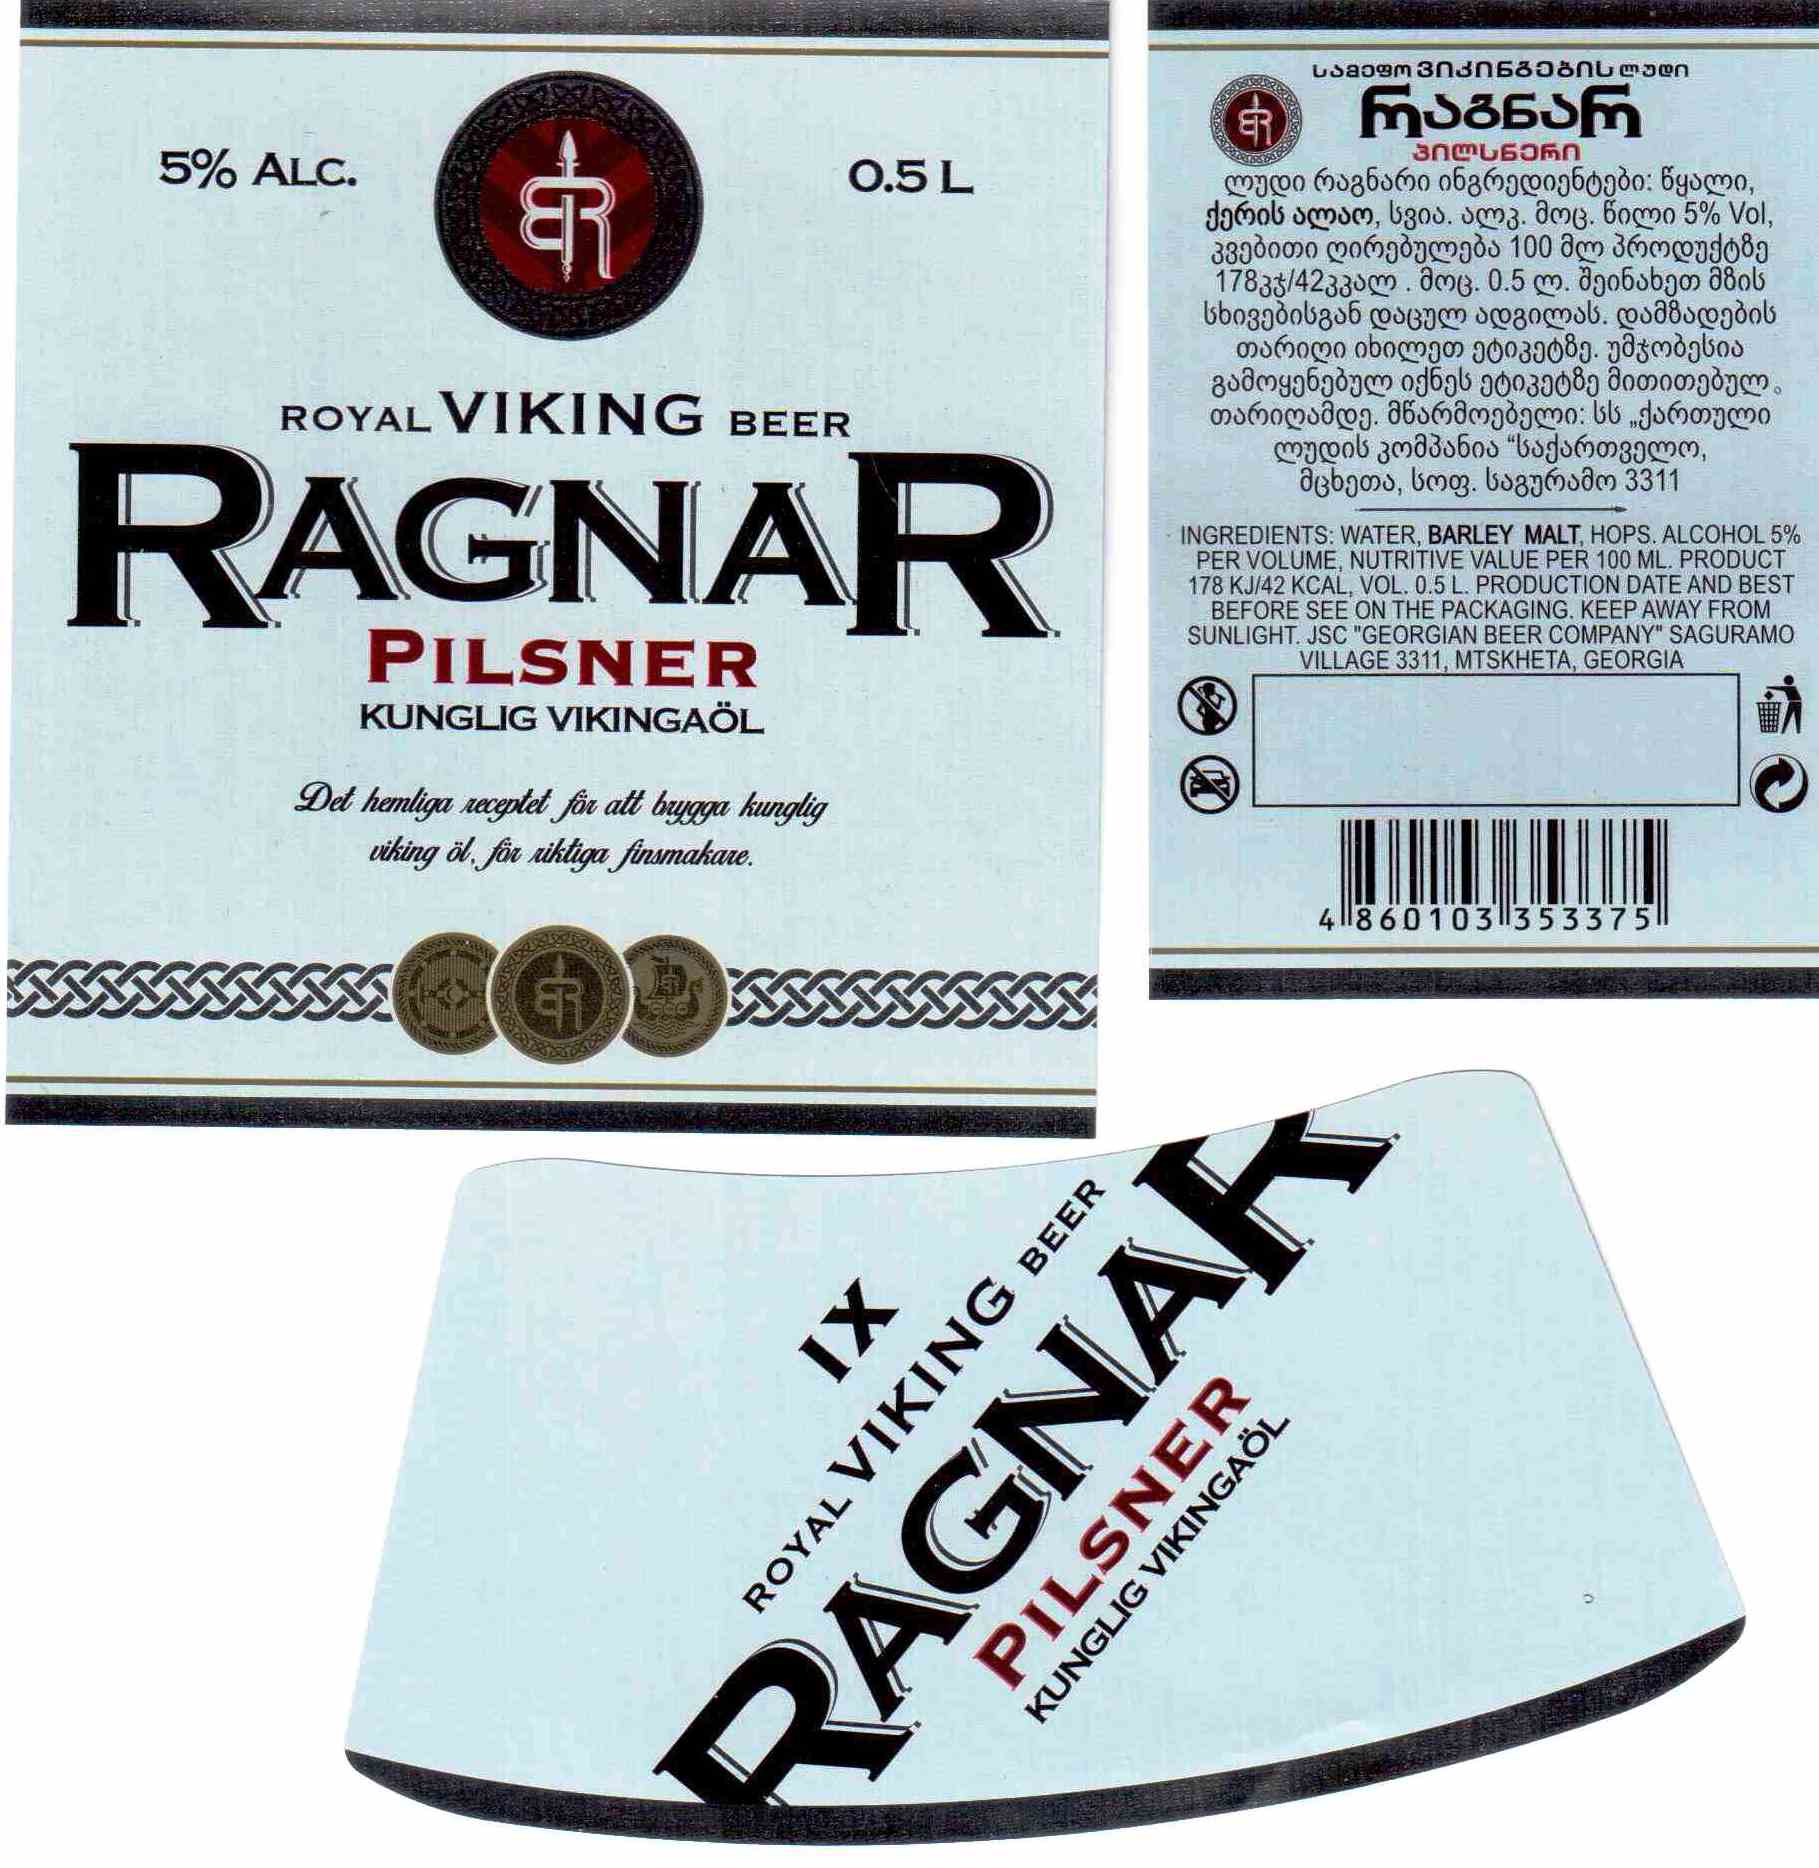 5% ALC.
0.5 L
ROYAL VIKING BEER
RAGNAR
PILSNER
KUNGLIG VIKINGAÖL
Det hemliga receptet för att brygga kunglig
viking öl, för riktiga finsmakare.
სამეფო ვიკინგების ლუდი
რაგნარ
პილსნერი
ლუდი რაგნარი ინგრედიენტები: წყალი,
ქერის ალაო, სვია. ალკ. მოც. წილი 5% Vol,
კვებითი ღირებულება 100 მლ პროდუქტზე
178კჯ/42კკალ . მოც. 0.5 ლ. შეინახეთ მზის
სხივებისგან დაცულ ადგილას. დამზადების
თარიღი იხილეთ ეტიკეტზე. უმჯობესია
გამოყენებულ იქნეს ეტიკეტზე მითითებულ
თარიღამდე. მწარმოებელი: სს „ქართული
ლუდის კომპანია “საქართველო,
მცხეთა, სოფ. საგურამო 3311
INGREDIENTS: WATER, BARLEY MALT, HOPS. ALCOHOL 5%
PER VOLUME, NUTRITIVE VALUE PER 100 ML. PRODUCT
178 KJ/42 KCAL, VOL. 0.5 L. PRODUCTION DATE AND BEST
BEFORE SEE ON THE PACKAGING. KEEP AWAY FROM
SUNLIGHT. JSC "GEORGIAN BEER COMPANY" SAGURAMO
VILLAGE 3311, MTSKHETA, GEORGIA
4 860103 353375
IX
ROYAL VIKING BEER
RAGNAR
PILSNER
KUNGLIG VIKINGAÖL